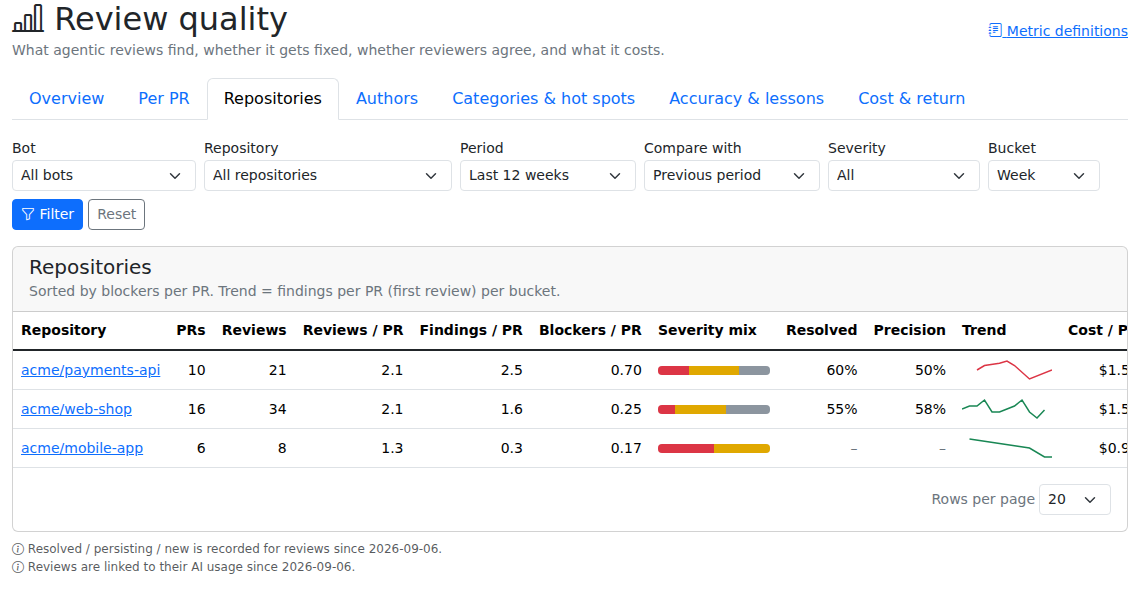 Review quality
Metric definitions
What agentic reviews find, whether it gets fixed, whether reviewers agree, and what it costs.
Overview Per PR Repositories Authors Categories & hot spots Accuracy & lessons Cost & return
Bot Repository Period Compare with Severity Bucket
All bots All repositories Last 12 weeks Previous period All Week
Filter Reset
Repositories
Sorted by blockers per PR. Trend = findings per PR (first review) per bucket.
Repository PRs Reviews Reviews / PR Findings / PR Blockers / PR Severity mix Resolved Precision Trend Cost / P
acme/payments-api 10 21 2.1 2.5 0.70 60% 50% $1.5
acme/web-shop 16 34 2.1 1.6 0.25 55% 58% $1.5
acme/mobile-app 6 8 1.3 0.3 0.17 – – $0.9
Rows per page 20
Resolved / persisting / new is recorded for reviews since 2026-09-06.
Reviews are linked to their AI usage since 2026-09-06.